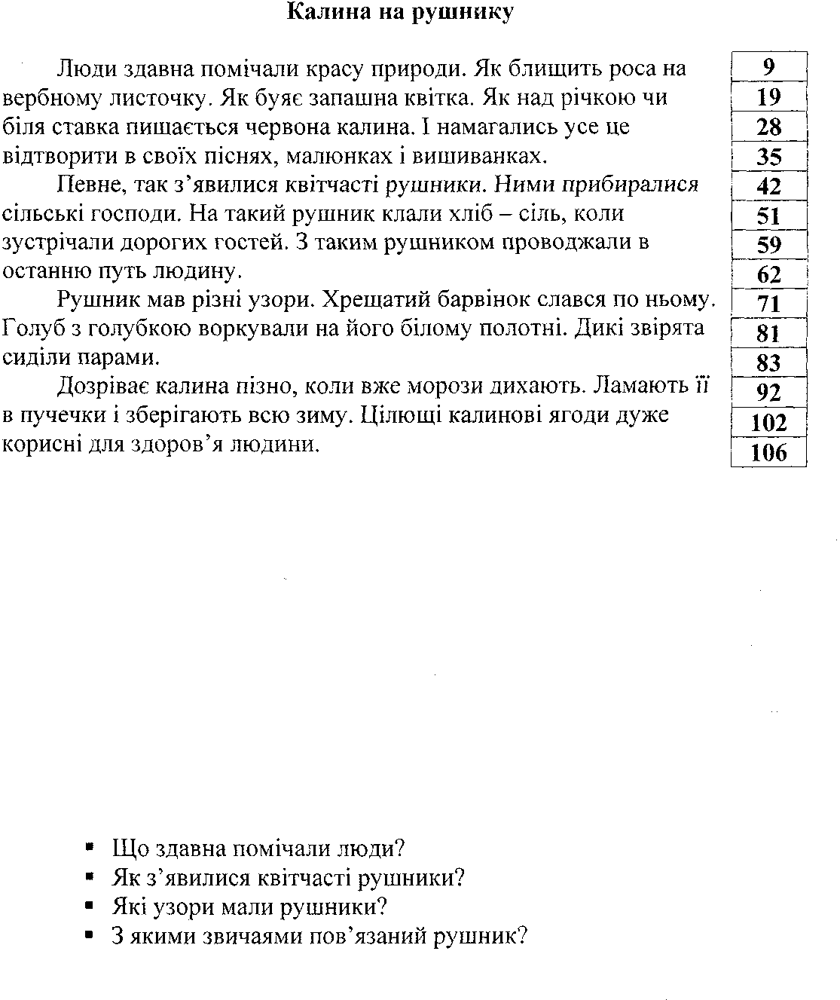 Калина на рушнику
Люди здавна помічали красу природи. Як блищить роса на 9
вербному листочку. Як буяє запашна квітка. Як над річкою чи 19
біля ставка пишається червона калина. І намагались усе це 28
відтворити в своїх піснях, малюнках і вишиванках. 35
Певне, так з’явилися квітчасті рушники. Ними прибиралися 42
сільські господи. На такий рушник клали хліб – сіль, коли 51
зустрічали дорогих гостей. З таким рушником проводжали в 59
останню путь людину. 62
Рушник мав різні узори. Хрещатий барвінок слався по ньому. 71
Голуб з голубкою воркували на його білому полотні. Дикі звірята 81
сиділи парами. 83
Дозріває калина пізно, коли вже морози дихають. Ламають її 92
в пучечки і зберігають всю зиму. Цілющі калинові ягоди дуже 102
корисні для здоров’я людини. 106
▪ Що здавна помічали люди?
▪ Як з’явилися квітчасті рушники?
▪ Які узори мали рушники?
▪ З якими звичаями пов’язаний рушник?